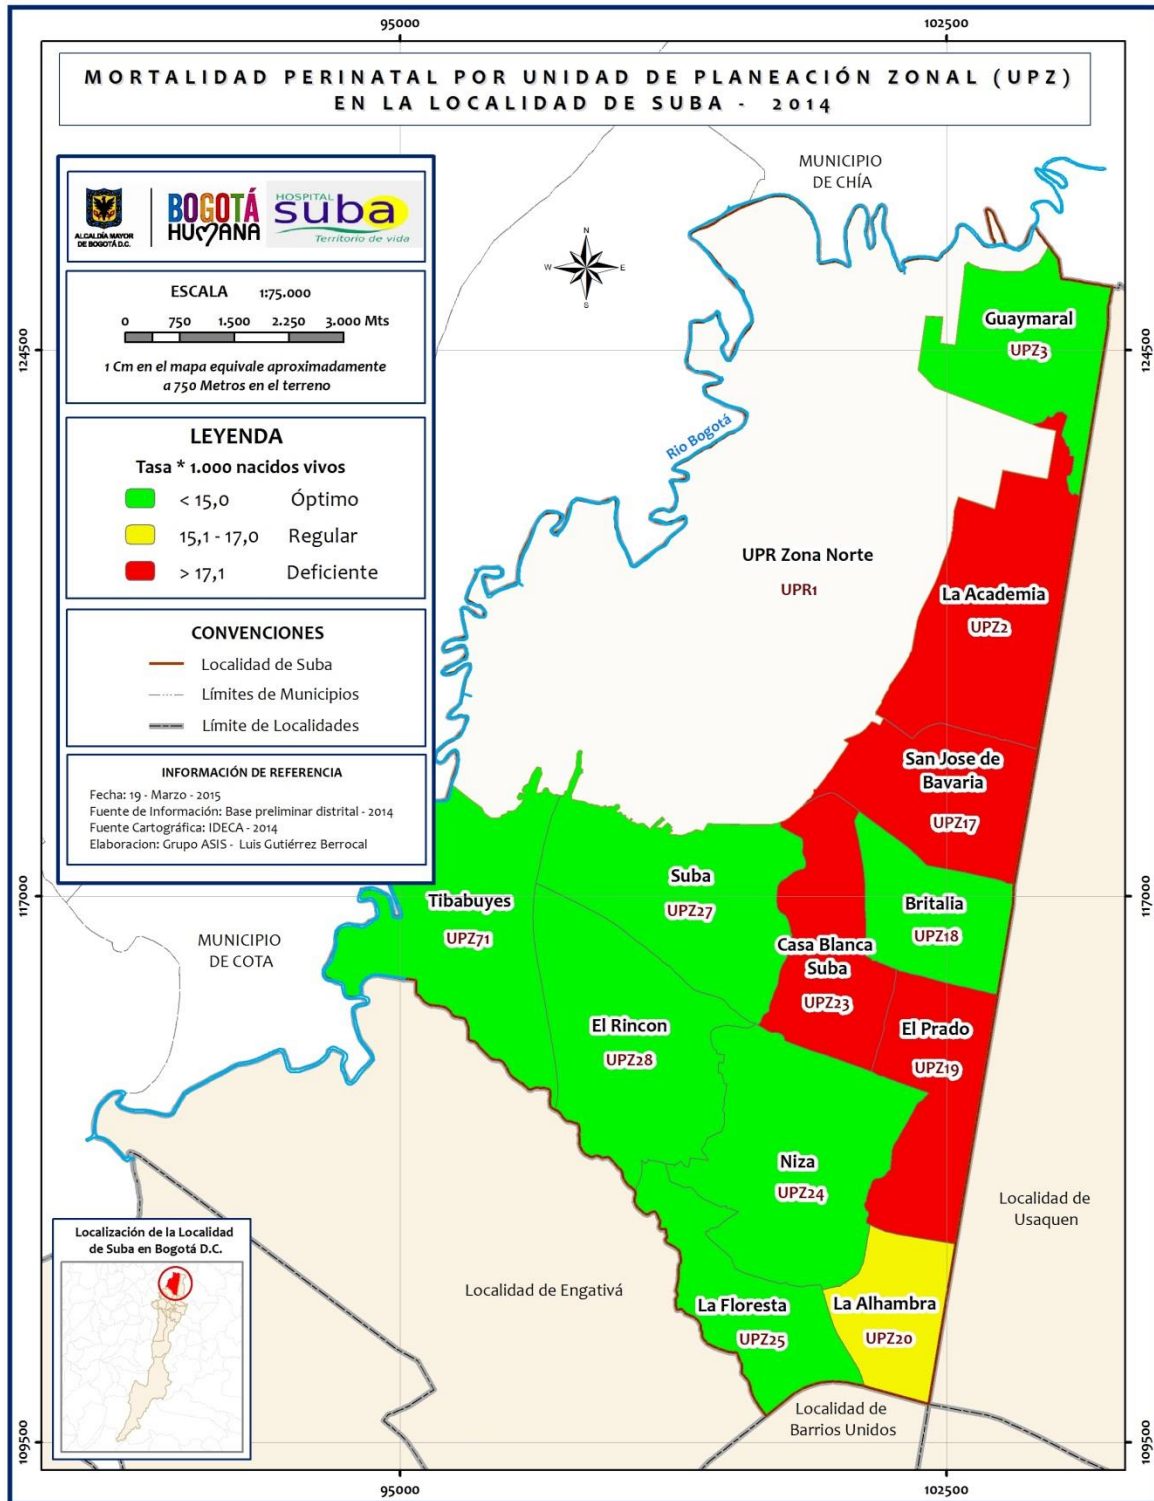 95000
102500
MORTALIDAD PERINATAL POR UNIDAD DE PLANEACIÓN ZONAL (UPZ)
EN LA LOCALIDAD DE SUBA - 2014
ALCALDÍA MAYOR
DE BOGOTÁ D.C.
BOGOTÁ
HUMANA
HOSPITAL
suba
Territorio de vida
ESCALA 1:75.000
0 750 1.500 2.250 3.000 Mts
1 Cm en el mapa equivale aproximadamente
a 750 Metros en el terreno
LEYENDA
Tasa * 1.000 nacidos vivos
< 15,0 Óptimo
15,1 - 17,0 Regular
> 17,1 Deficiente
CONVENCIONES
Localidad de Suba
Límites de Municipios
Límite de Localidades
INFORMACIÓN DE REFERENCIA
Fecha: 19 - Marzo - 2015
Fuente de Información: Base preliminar distrital - 2014
Fuente Cartográfica: IDECA - 2014
Elaboracion: Grupo ASIS - Luis Gutiérrez Berrocal
N
W
E
S
MUNICIPIO
DE CHÍA
Guaymaral
UPZ3
124500
124500
Rio Bogotá
UPR Zona Norte
UPR1
La Academia
UPZ2
San Jose de
Bavaria
UPZ17
Suba
UPZ27
Tibabuyes
UPZ71
Britalia
UPZ18
117000
117000
MUNICIPIO
DE COTA
Casa Blanca
Suba
UPZ23
El Rincon
UPZ28
El Prado
UPZ19
Niza
UPZ24
Localidad de
Usaquen
Localización de la Localidad
de Suba en Bogotá D.C.
Localidad de Engativá
La Floresta
UPZ25
La Alhambra
UPZ20
Localidad de
Barrios Unidos
109500
109500
95000
102500